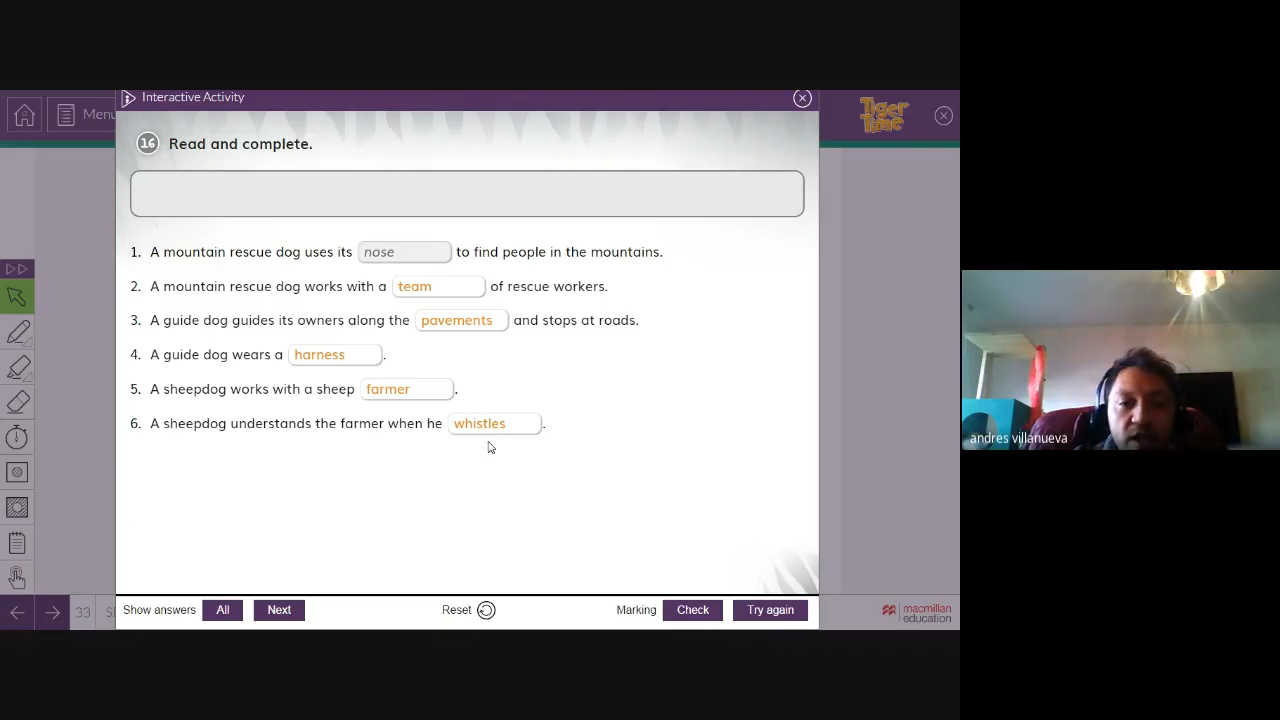 Interactive Activity
Menu
Tiger Time
16 Read and complete.
1. A mountain rescue dog uses its nose to find people in the mountains.
2. A mountain rescue dog works with a team of rescue workers.
3. A guide dog guides its owners along the pavements and stops at roads.
4. A guide dog wears a harness.
5. A sheepdog works with a sheep farmer.
6. A sheepdog understands the farmer when he whistles.
andres villanueva
Show answers All Next Reset Marking Check Try again
33
macmillan
education